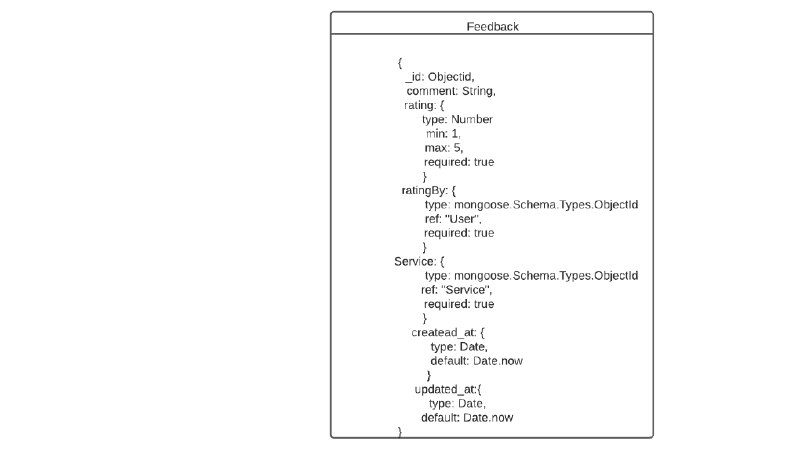 Feedback
{
_id: Objectid,
comment: String,
rating: {
type: Number
min: 1,
max: 5,
required: true
}
ratingBy: {
type: mongoose.Schema.Types.ObjectId
ref: "User",
required: true
}
Service: {
type: mongoose.Schema.Types.ObjectId
ref: "Service",
required: true
}
createad_at: {
type: Date,
default: Date.now
}
updated_at:{
type: Date,
default: Date.now
}